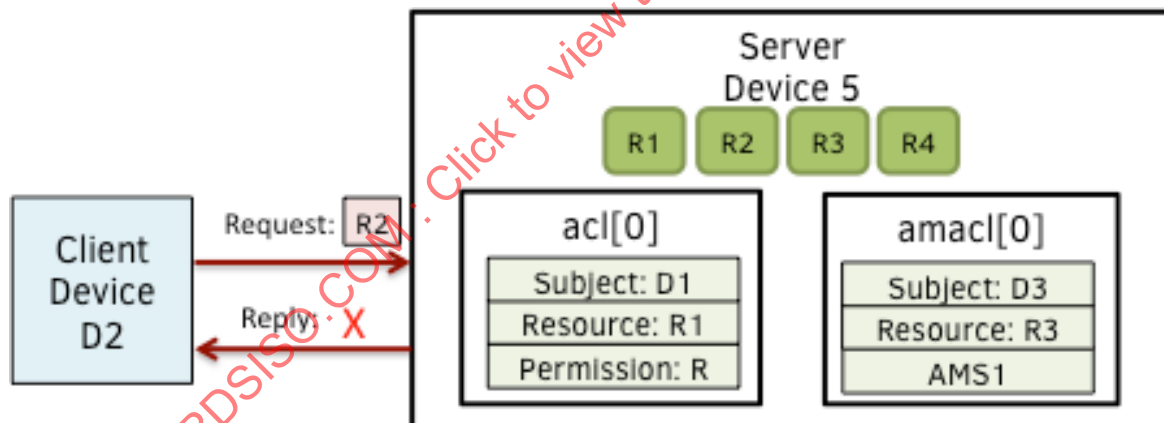 Server
Device 5
R1 R2 R3 R4
Client
Device
D2
Request: R2
Reply: X
acl[0]
Subject: D1
Resource: R1
Permission: R
amacl[0]
Subject: D3
Resource: R3
AMS1
RDSISO.COM : Click to view